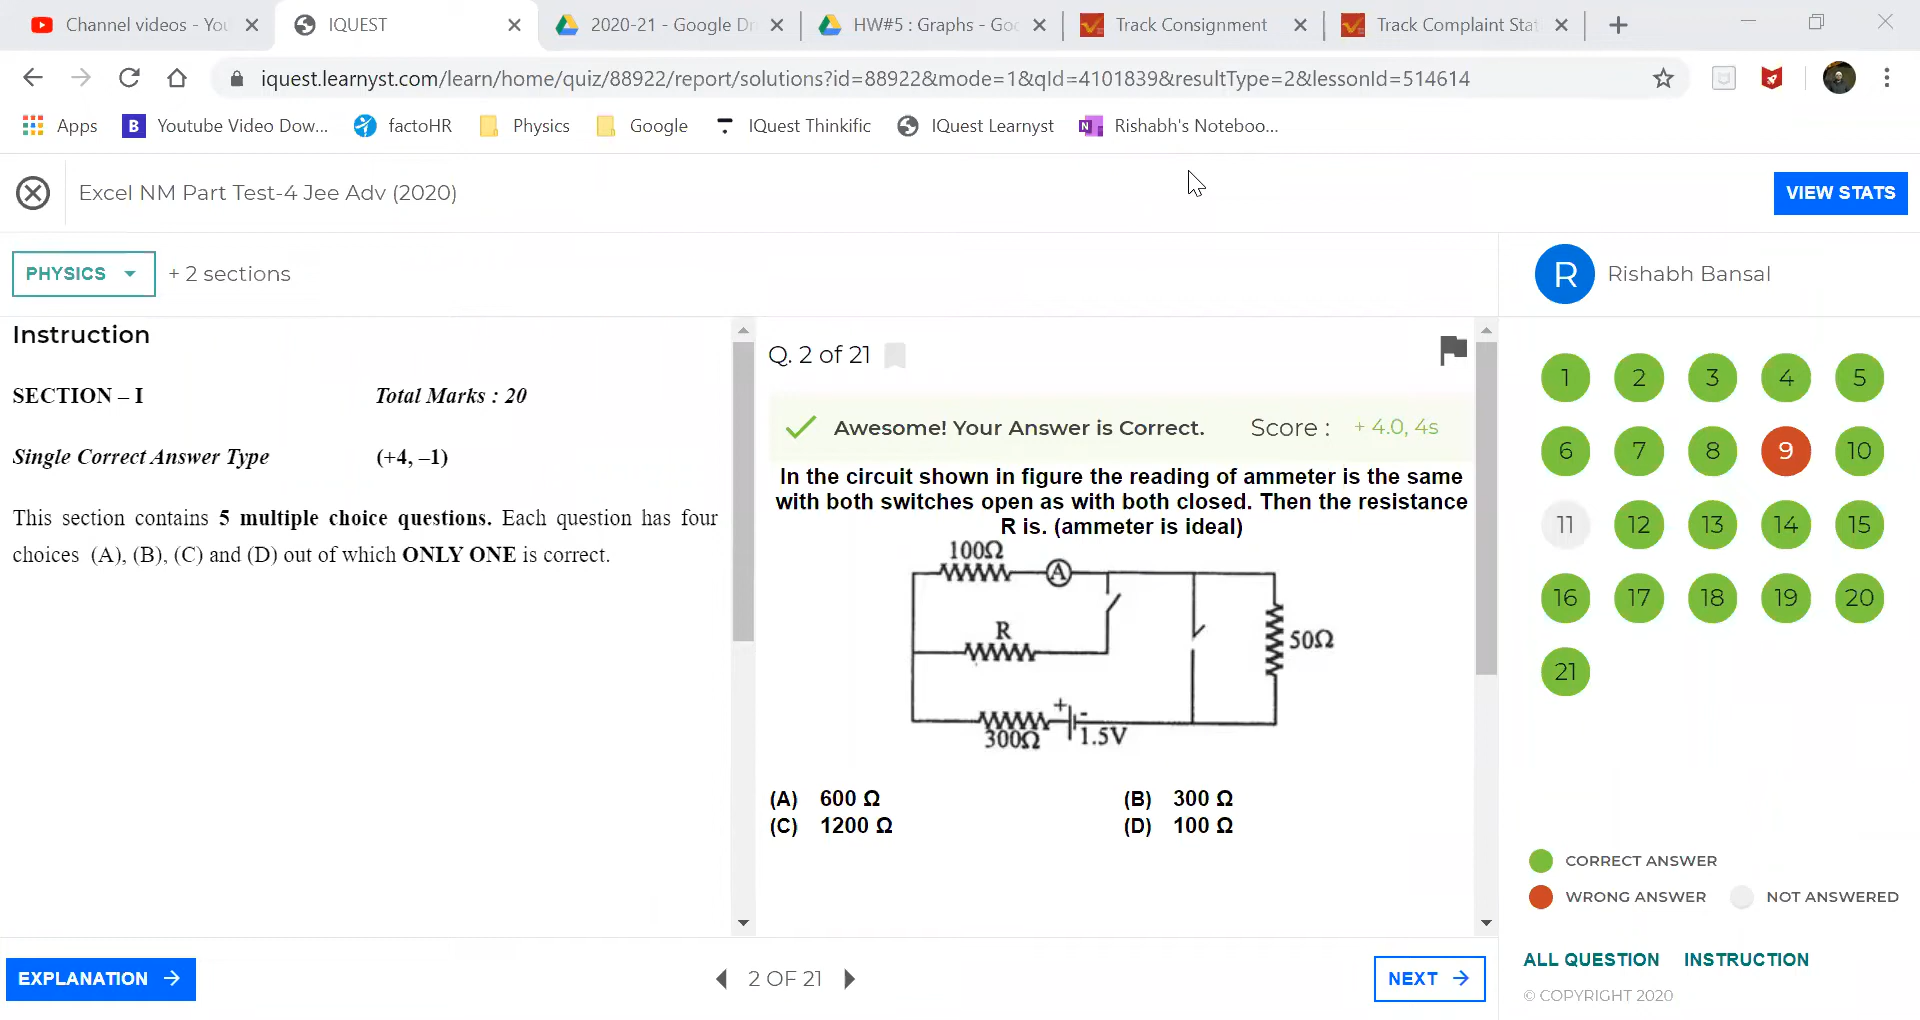 Channel videos - You
IQUEST
2020-21 - Google Dr
HW#5 : Graphs - Goo
Track Consignment
Track Complaint Stat
iquest.learnyst.com/learn/home/quiz/88922/report/solutions?id=88922&mode=1&qId=4101839&resultType=2&lessonId=514614
Apps
B Youtube Video Dow...
factoHR
Physics
Google
IQuest Thinkific
IQuest Learnyst
N Rishabh's Noteboo...
Excel NM Part Test-4 Jee Adv (2020)
VIEW STATS
PHYSICS + 2 sections
R Rishabh Bansal
Instruction
SECTION – I Total Marks : 20
Single Correct Answer Type (+4, –1)
This section contains 5 multiple choice questions. Each question has four
choices (A), (B), (C) and (D) out of which ONLY ONE is correct.
Q. 2 of 21
Awesome! Your Answer is Correct. Score : + 4.0, 4s
In the circuit shown in figure the reading of ammeter is the same
with both switches open as with both closed. Then the resistance
R is. (ammeter is ideal)
100Ω
A
R
50Ω
+ -
300Ω 1.5V
(A) 600 Ω (B) 300 Ω
(C) 1200 Ω (D) 100 Ω
1 2 3 4 5
6 7 8 9 10
11 12 13 14 15
16 17 18 19 20
21
CORRECT ANSWER
WRONG ANSWER NOT ANSWERED
ALL QUESTION INSTRUCTION
© COPYRIGHT 2020
EXPLANATION
2 OF 21
NEXT